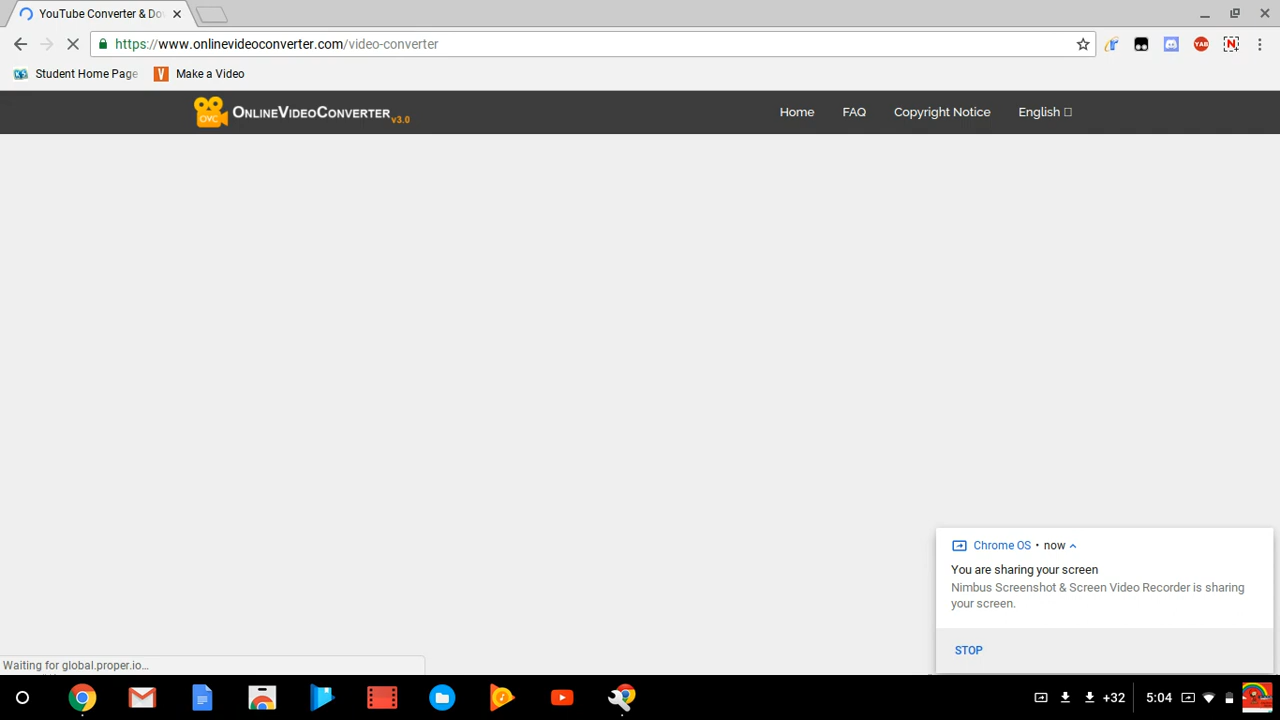 YouTube Converter & Do
https://www.onlinevideoconverter.com/video-converter
YAB
N
Student Home Page
V Make a Video
OVC OnlineVideoConverter v3.0
Home
FAQ
Copyright Notice
English
Chrome OS • now
You are sharing your screen
Nimbus Screenshot & Screen Video Recorder is sharing
your screen.
STOP
Waiting for global.proper.io...
+32
5:04